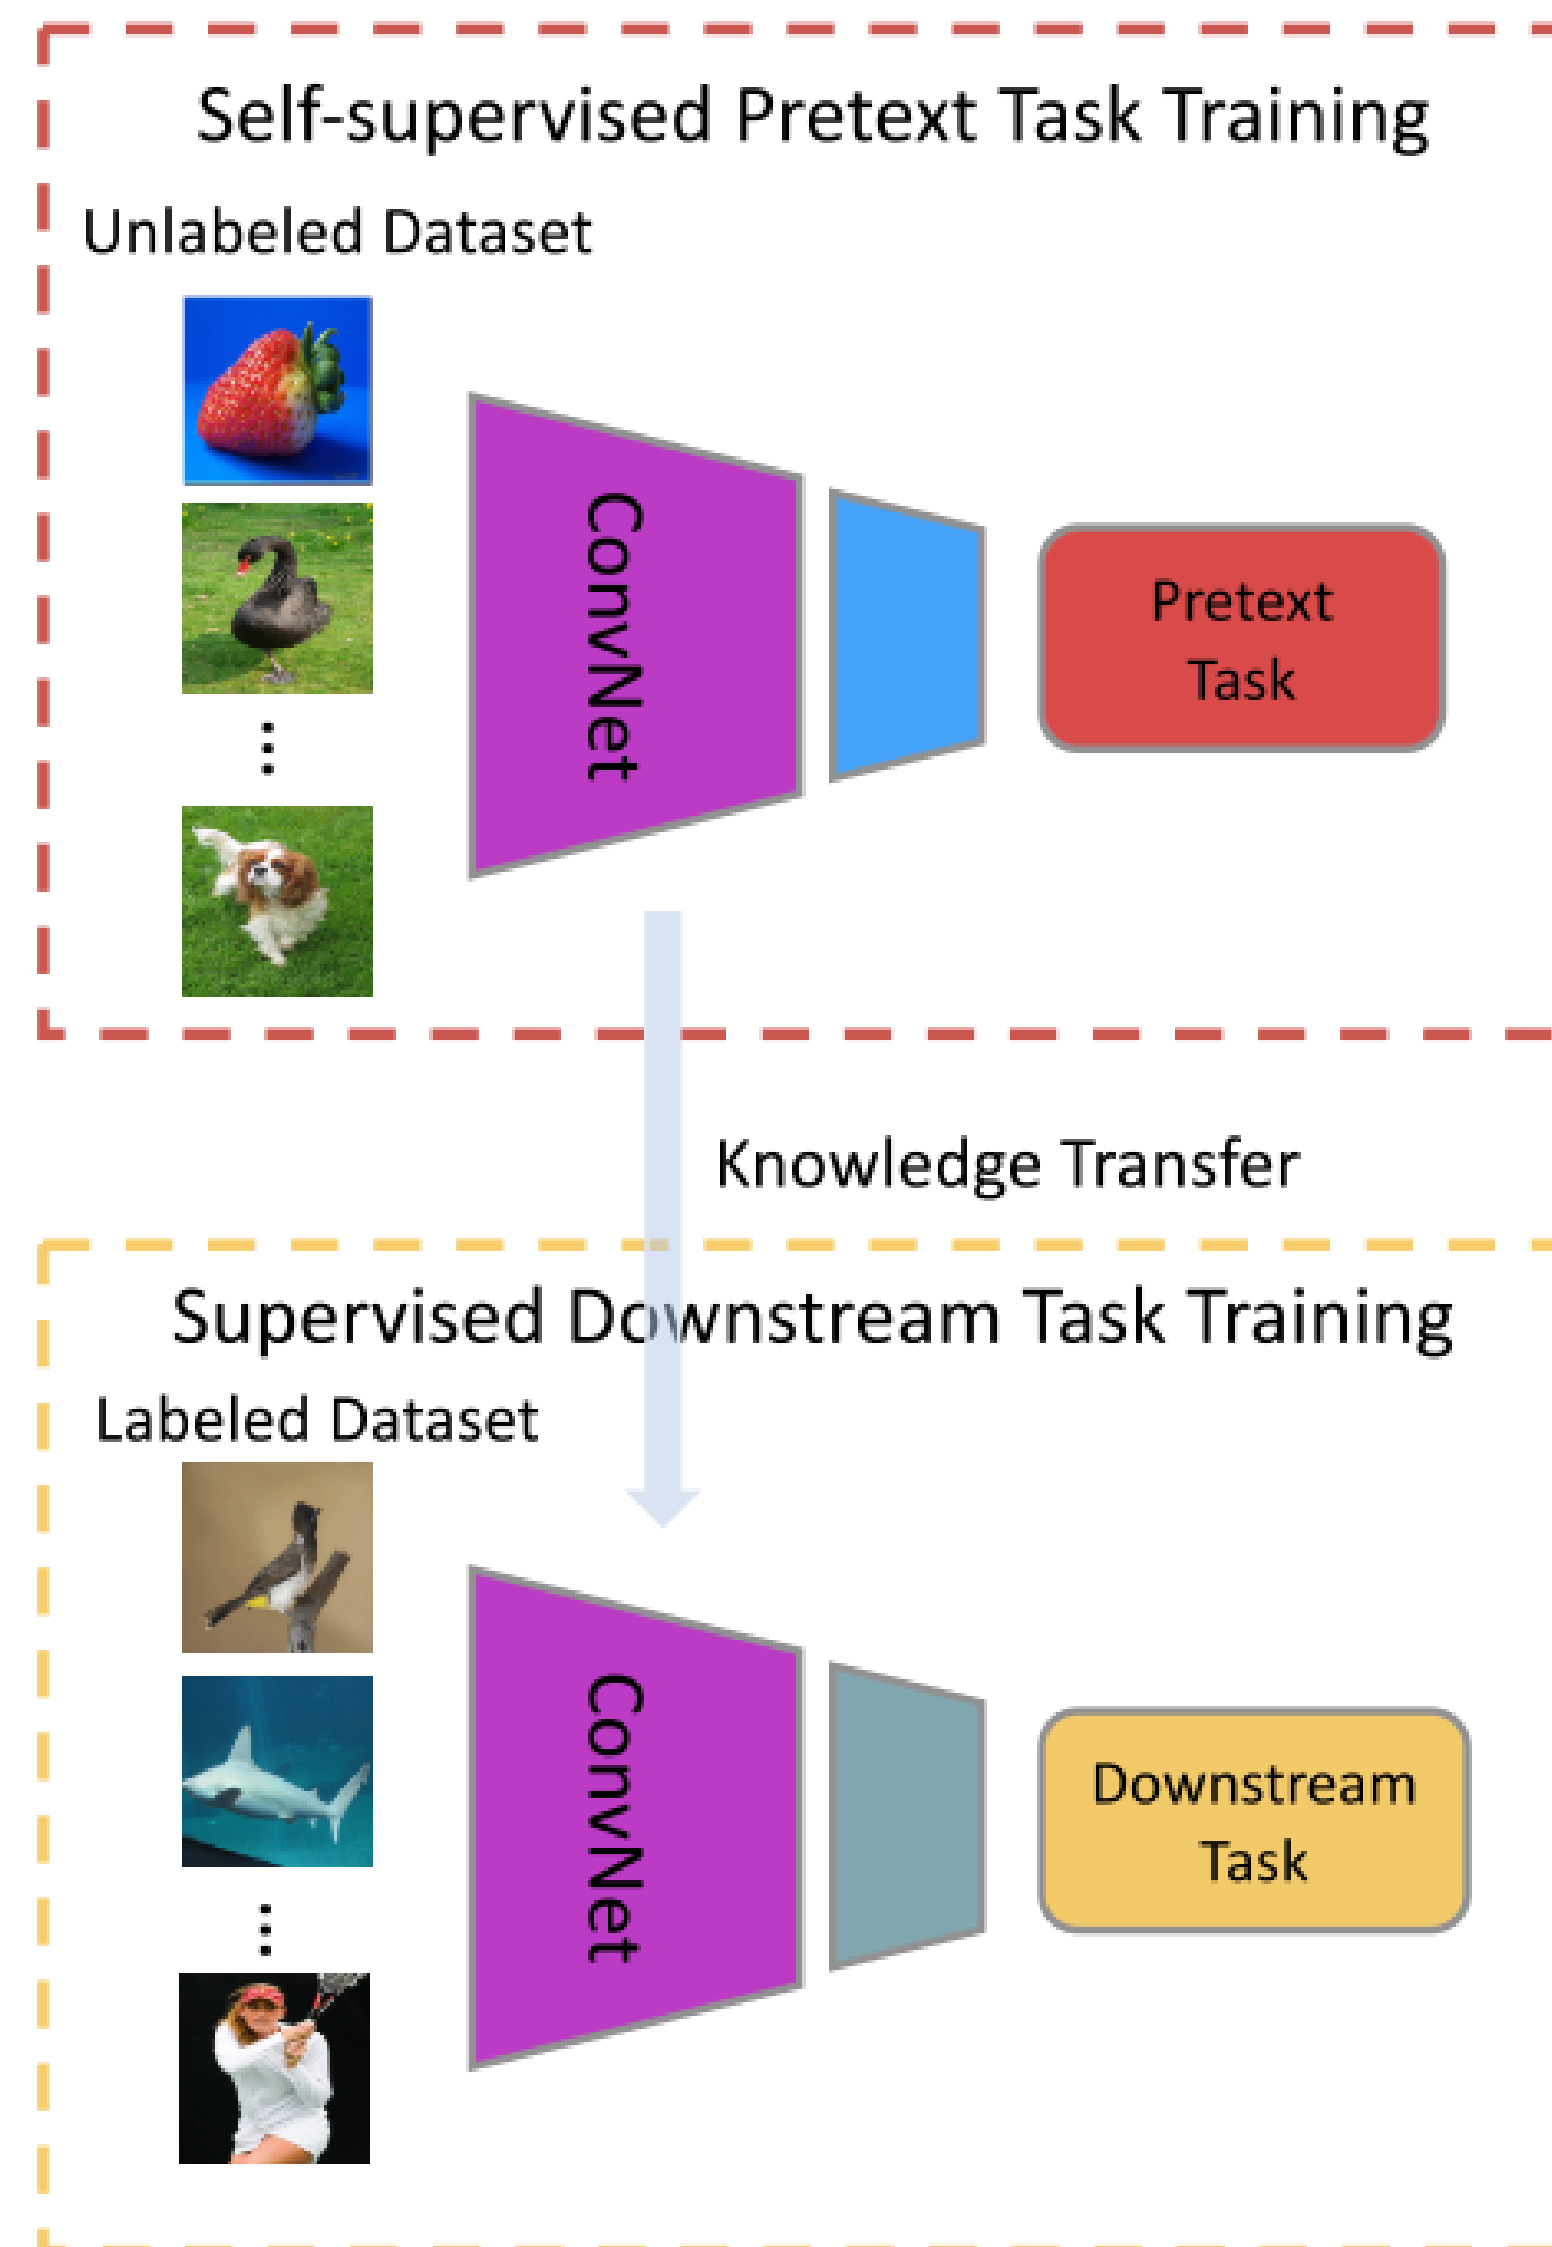 Self-supervised Pretext Task Training
Unlabeled Dataset
ConvNet
Pretext
Task
Knowledge Transfer
Supervised Downstream Task Training
Labeled Dataset
ConvNet
Downstream
Task